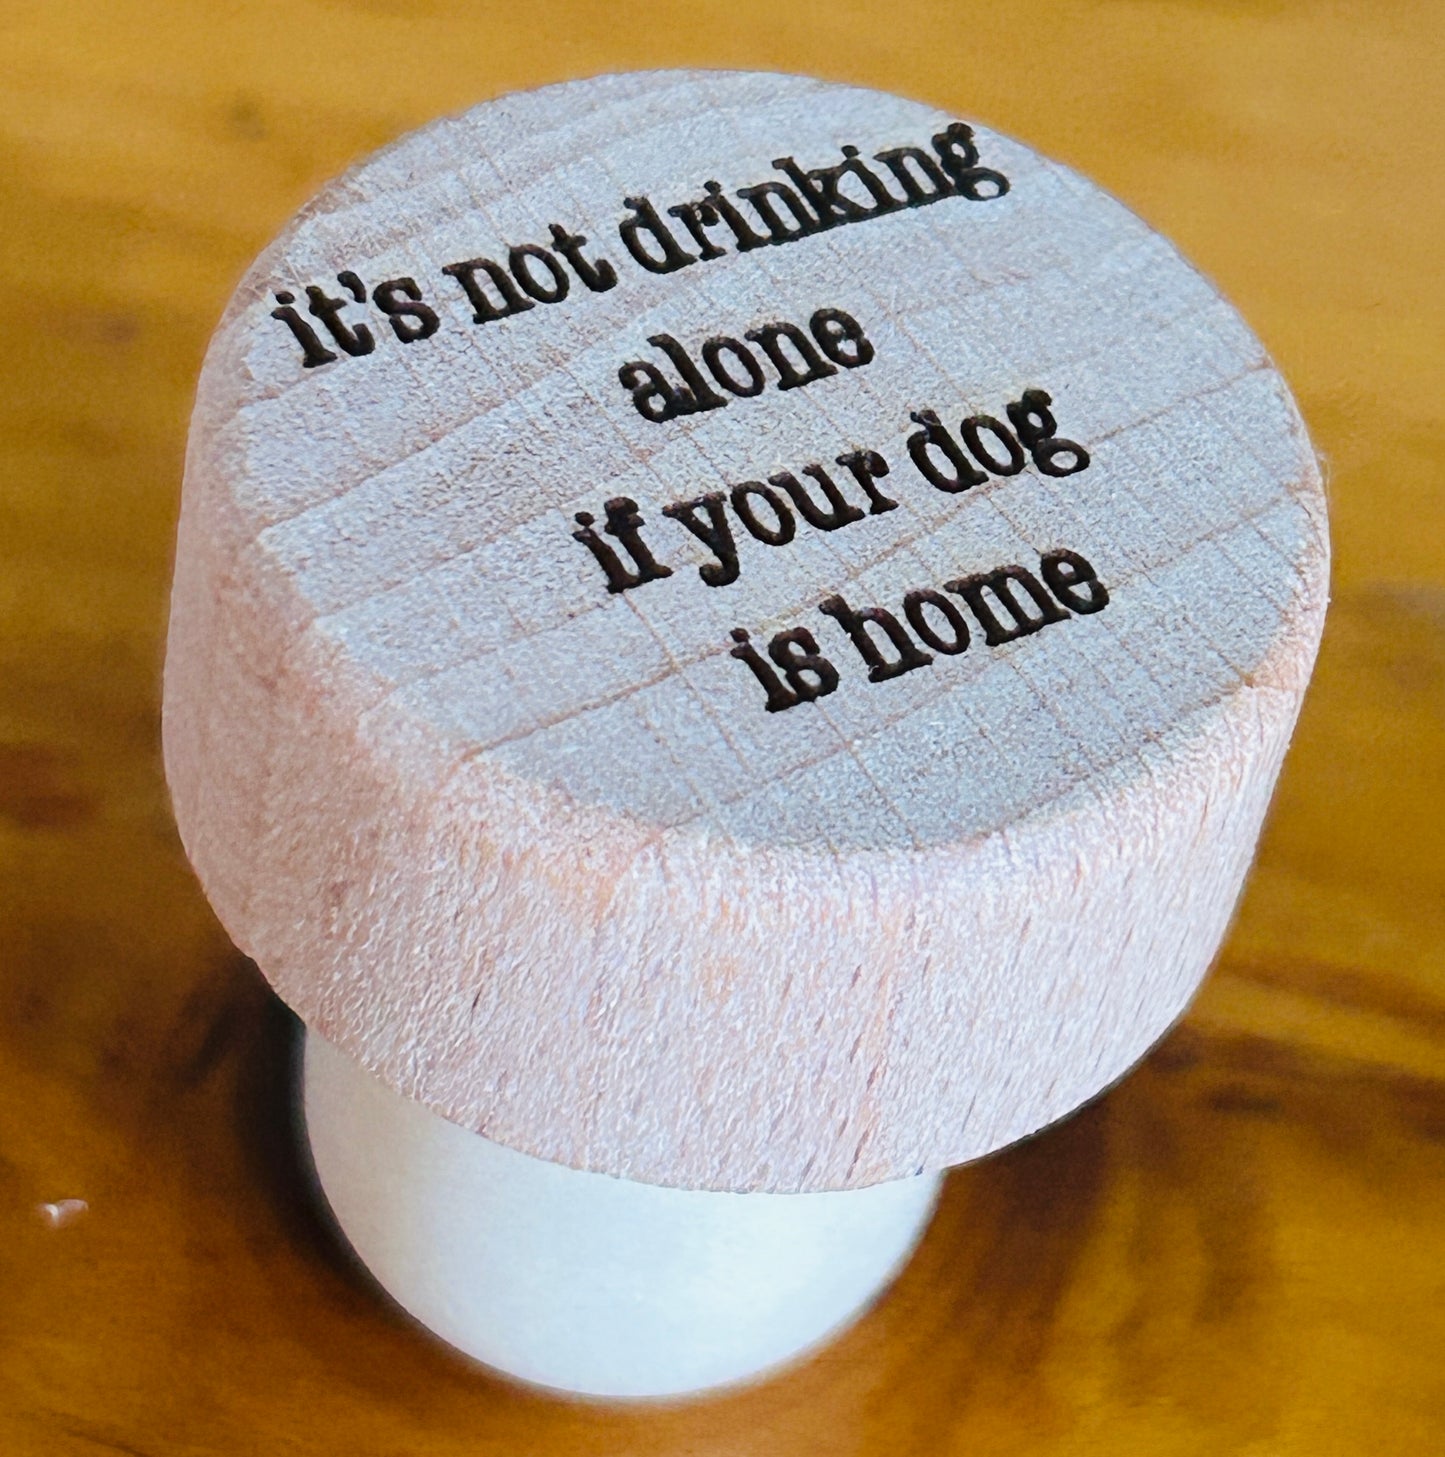 it's not drinking
alone
if your dog
is home